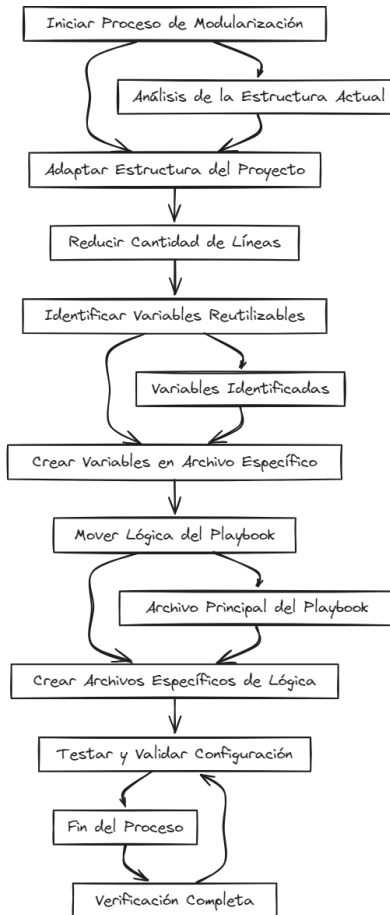 Iniciar Proceso de Modularización
Análisis de la Estructura Actual
Adaptar Estructura del Proyecto
Reducir Cantidad de Líneas
Identificar Variables Reutilizables
Variables Identificadas
Crear Variables en Archivo Específico
Mover Lógica del Playbook
Archivo Principal del Playbook
Crear Archivos Específicos de Lógica
Testar y Validar Configuración
Fin del Proceso
Verificación Completa